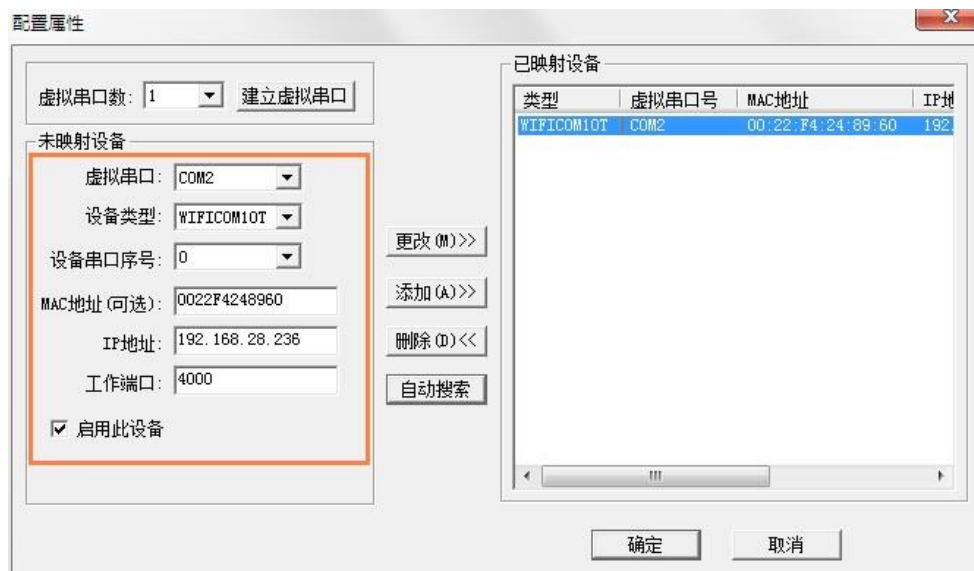 配置属性
虚拟串口数: 1 建立虚拟串口
未映射设备
虚拟串口: COM2
设备类型: WIFICOM10T
设备串口序号: 0
MAC地址(可选): 0022F4248960
IP地址: 192.168.28.236
工作端口: 4000
启用此设备
更改(M)>>
添加(A)>>
删除(D)<<
自动搜索
已映射设备
类型 虚拟串口号 MAC地址 IP地
WIFICOM10T COM2 00:22:F4:24:89:60 192.
确定 取消